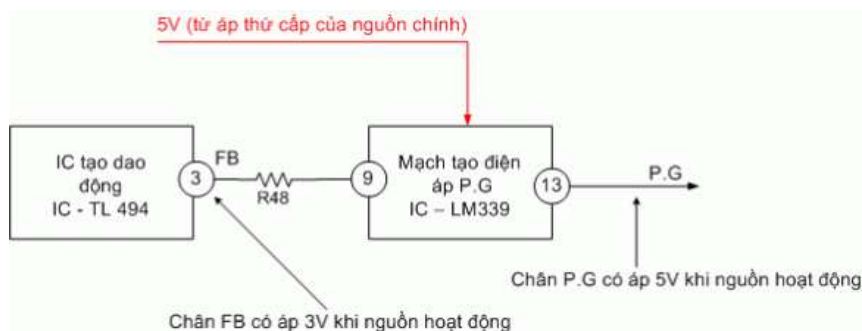 5V (từ áp thứ cấp của nguồn chính)
IC tạo dao
động
IC - TL 494
3
FB
R48
9
Mạch tạo điện
áp P.G
IC – LM339
13
P.G
Chân P.G có áp 5V khi nguồn hoạt động
Chân FB có áp 3V khi nguồn hoạt động